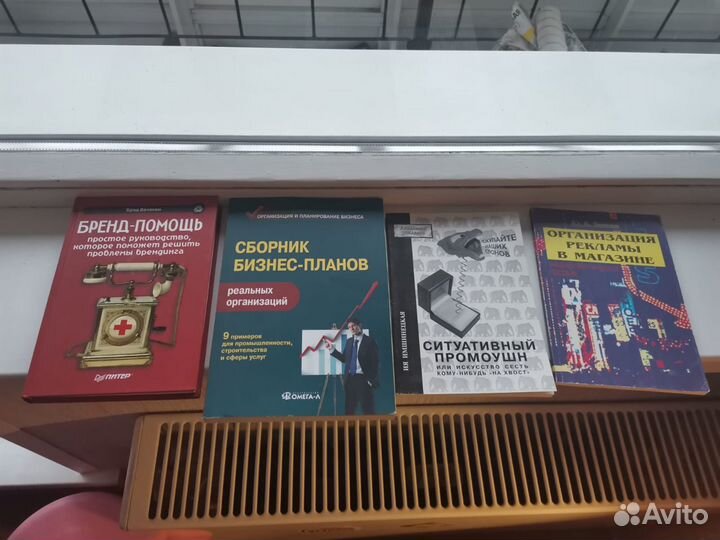 БРЕНД-ПОМОЩЬ
простое руководство,
которое поможет решить
проблемы брендинга
ПИТЕР
ОРГАНИЗАЦИЯ И ПЛАНИРОВАНИЕ БИЗНЕСА
СБОРНИК
БИЗНЕС-ПЛАНОВ
реальных
организаций
9 примеров
для промышленности,
строительства
и сферы услуг
ОМЕГА-Л
ИЯ ИМШИНЕЦКАЯ
СИТУАТИВНЫЙ
ПРОМОУШН
ИЛИ ИСКУССТВО СЕСТЬ
КОМУ-НИБУДЬ «НА ХВОСТ»
ОРГАНИЗАЦИЯ
РЕКЛАМЫ
В МАГАЗИНЕ
Avito